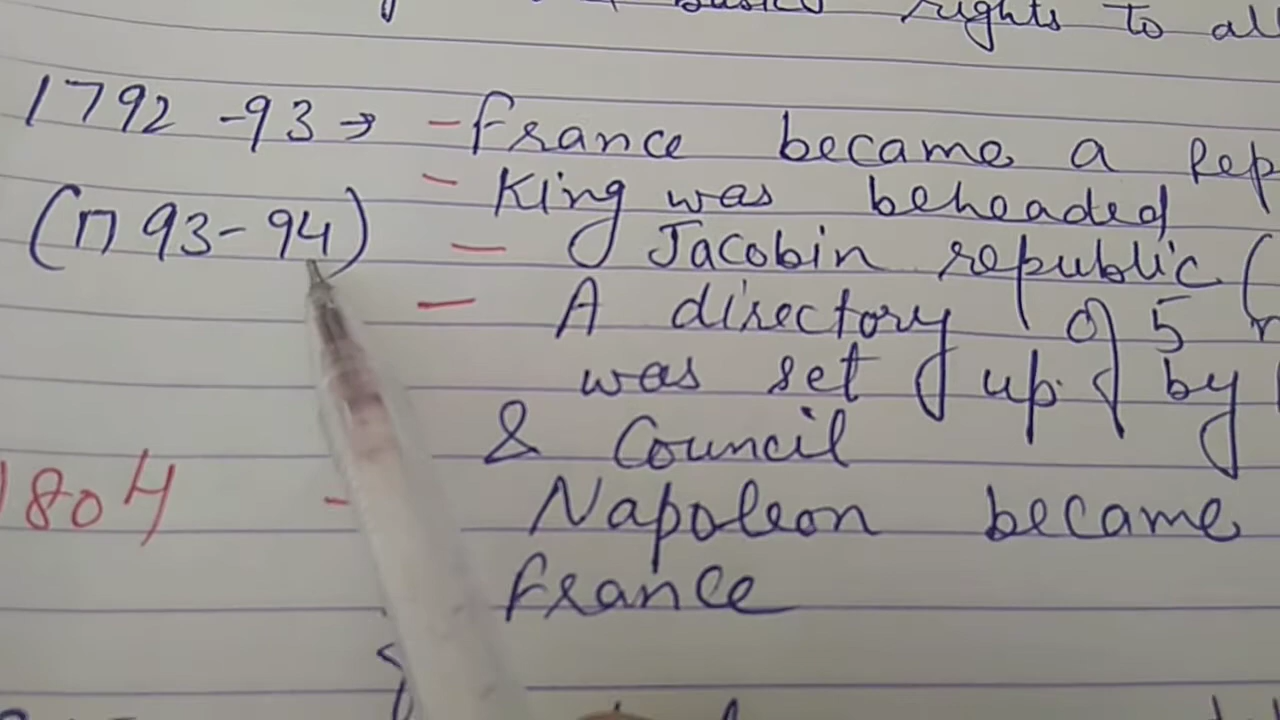 rights to al
1792-93 → - France became a Rep
- King was beheaded
(1793-94) - Jacobin republic (
- A directory of 5
was set up by
& Council
1804 - Napoleon became
France